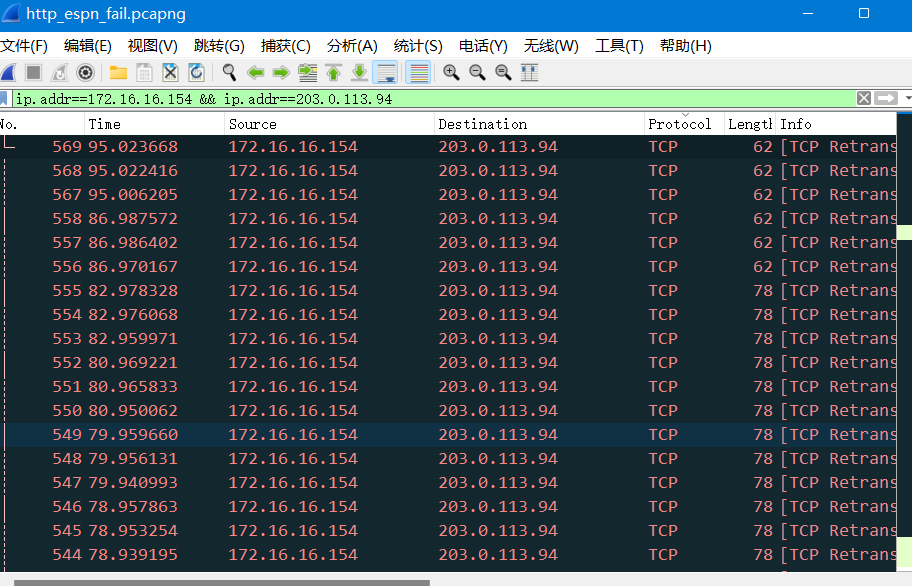 http_espn_fail.pcapng
文件(F) 编辑(E) 视图(V) 跳转(G) 捕获(C) 分析(A) 统计(S) 电话(Y) 无线(W) 工具(T) 帮助(H)
ip.addr==172.16.16.154 && ip.addr==203.0.113.94
No. Time Source Destination Protocol Length Info
569 95.023668 172.16.16.154 203.0.113.94 TCP 62 [TCP Retrans
568 95.022416 172.16.16.154 203.0.113.94 TCP 62 [TCP Retrans
567 95.006205 172.16.16.154 203.0.113.94 TCP 62 [TCP Retrans
558 86.987572 172.16.16.154 203.0.113.94 TCP 62 [TCP Retrans
557 86.986402 172.16.16.154 203.0.113.94 TCP 62 [TCP Retrans
556 86.970167 172.16.16.154 203.0.113.94 TCP 62 [TCP Retrans
555 82.978328 172.16.16.154 203.0.113.94 TCP 78 [TCP Retrans
554 82.976068 172.16.16.154 203.0.113.94 TCP 78 [TCP Retrans
553 82.959971 172.16.16.154 203.0.113.94 TCP 78 [TCP Retrans
552 80.969221 172.16.16.154 203.0.113.94 TCP 78 [TCP Retrans
551 80.965833 172.16.16.154 203.0.113.94 TCP 78 [TCP Retrans
550 80.950062 172.16.16.154 203.0.113.94 TCP 78 [TCP Retrans
549 79.959660 172.16.16.154 203.0.113.94 TCP 78 [TCP Retrans
548 79.956131 172.16.16.154 203.0.113.94 TCP 78 [TCP Retrans
547 79.940993 172.16.16.154 203.0.113.94 TCP 78 [TCP Retrans
546 78.957863 172.16.16.154 203.0.113.94 TCP 78 [TCP Retrans
545 78.953254 172.16.16.154 203.0.113.94 TCP 78 [TCP Retrans
544 78.939195 172.16.16.154 203.0.113.94 TCP 78 [TCP Retrans